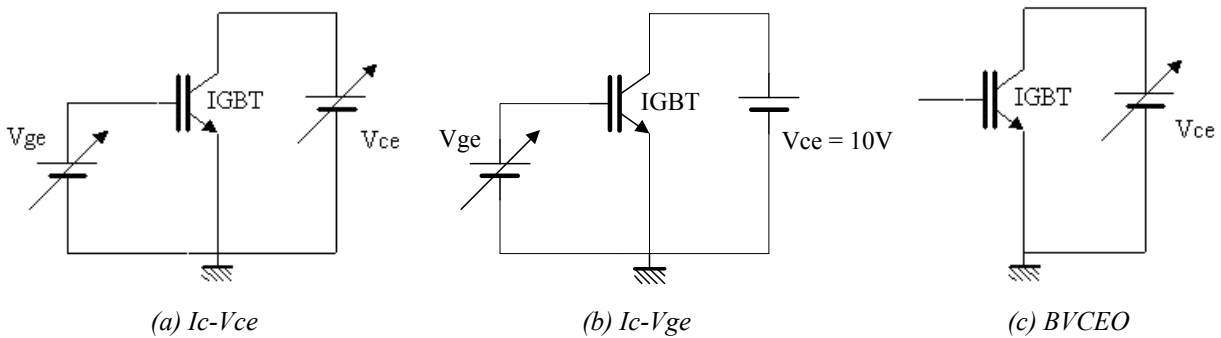 IGBT
Vge
Vce
(a) Ic-Vce
IGBT
Vge
Vce = 10V
(b) Ic-Vge
IGBT
Vce
(c) BVCEO